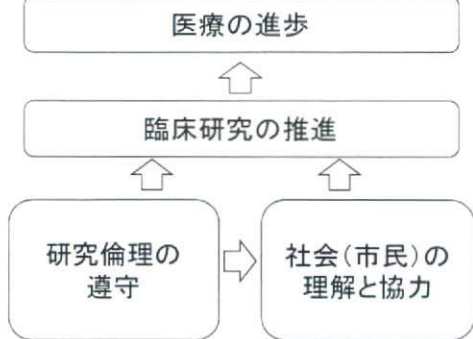 医療の進歩
臨床研究の推進
研究倫理の
遵守
社会(市民)の
理解と協力